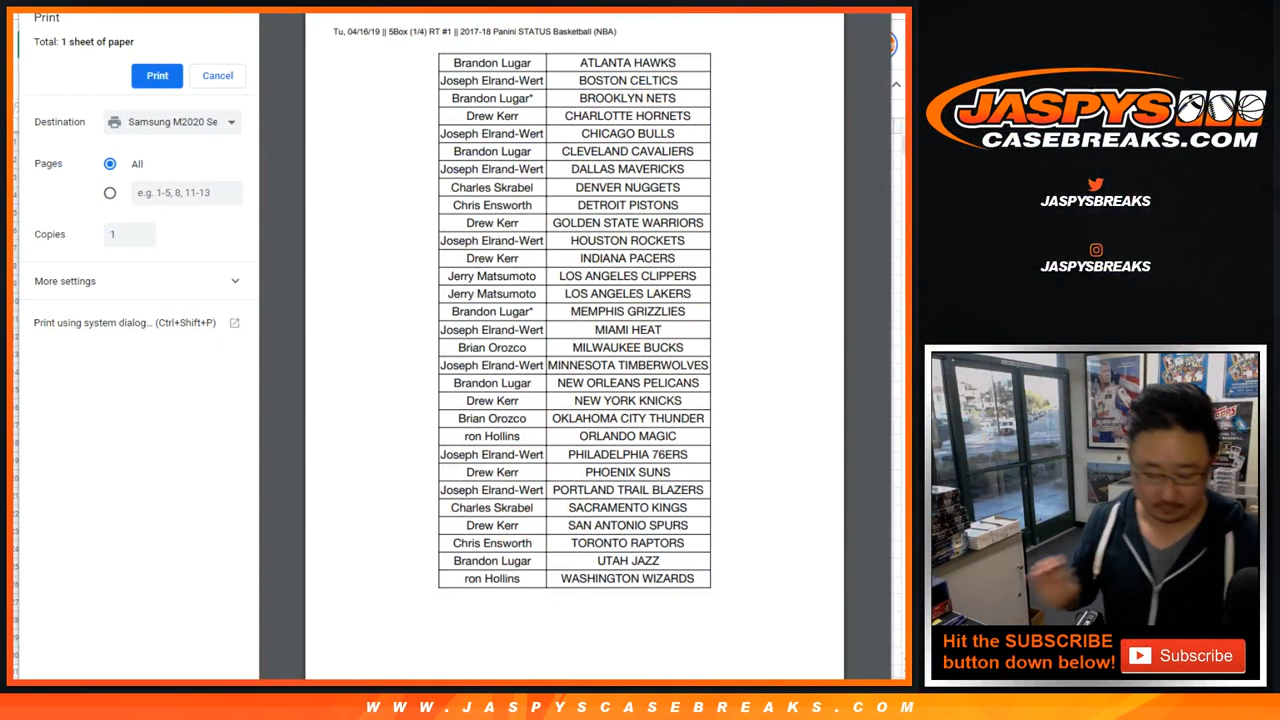 Print
Total: 1 sheet of paper
Print Cancel
Destination Samsung M2020 Se
Pages All
e.g. 1-5, 8, 11-13
Copies 1
More settings
Print using system dialog... (Ctrl+Shift+P)
Tu, 04/16/19 || 5Box (1/4) RT #1 || 2017-18 Panini STATUS Basketball (NBA)
Brandon Lugar ATLANTA HAWKS
Joseph Elrand-Wert BOSTON CELTICS
Brandon Lugar* BROOKLYN NETS
Drew Kerr CHARLOTTE HORNETS
Joseph Elrand-Wert CHICAGO BULLS
Brandon Lugar CLEVELAND CAVALIERS
Joseph Elrand-Wert DALLAS MAVERICKS
Charles Skrabel DENVER NUGGETS
Chris Ensworth DETROIT PISTONS
Drew Kerr GOLDEN STATE WARRIORS
Joseph Elrand-Wert HOUSTON ROCKETS
Drew Kerr INDIANA PACERS
Jerry Matsumoto LOS ANGELES CLIPPERS
Jerry Matsumoto LOS ANGELES LAKERS
Brandon Lugar* MEMPHIS GRIZZLIES
Joseph Elrand-Wert MIAMI HEAT
Brian Orozco MILWAUKEE BUCKS
Joseph Elrand-Wert MINNESOTA TIMBERWOLVES
Brandon Lugar NEW ORLEANS PELICANS
Drew Kerr NEW YORK KNICKS
Brian Orozco OKLAHOMA CITY THUNDER
ron Hollins ORLANDO MAGIC
Joseph Elrand-Wert PHILADELPHIA 76ERS
Drew Kerr PHOENIX SUNS
Joseph Elrand-Wert PORTLAND TRAIL BLAZERS
Charles Skrabel SACRAMENTO KINGS
Drew Kerr SAN ANTONIO SPURS
Chris Ensworth TORONTO RAPTORS
Brandon Lugar UTAH JAZZ
ron Hollins WASHINGTON WIZARDS
JASPYS
CASEBREAKS.COM
JASPYSBREAKS
JASPYSBREAKS
Hit the SUBSCRIBE
button down below!
Subscribe
WWW.JASPYSCASEBREAKS.COM